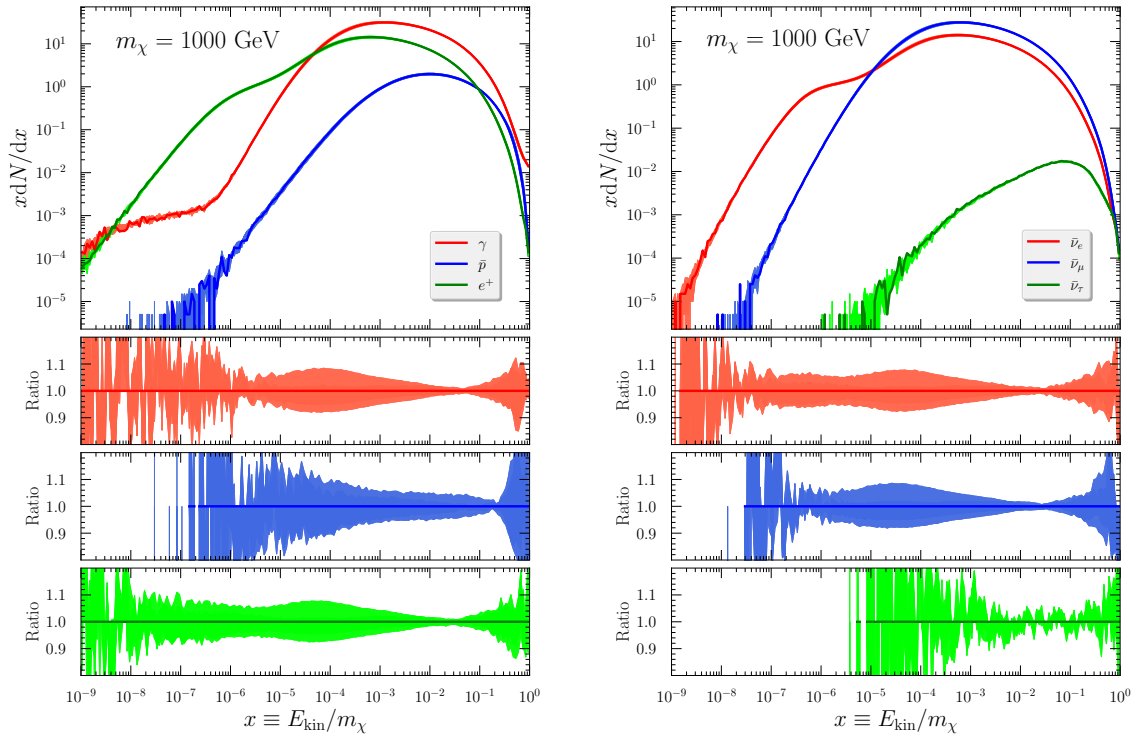 m_χ = 1000 GeV
xdN/dx
10^1
10^0
10^−1
10^−2
10^−3
10^−4
10^−5
γ
p̄
e^+
Ratio
1.1
1.0
0.9
Ratio
1.1
1.0
0.9
Ratio
1.1
1.0
0.9
10^−9 10^−8 10^−7 10^−6 10^−5 10^−4 10^−3 10^−2 10^−1 10^0
x ≡ E_kin/m_χ
m_χ = 1000 GeV
xdN/dx
10^1
10^0
10^−1
10^−2
10^−3
10^−4
10^−5
ν̄_e
ν̄_μ
ν̄_τ
Ratio
1.1
1.0
0.9
Ratio
1.1
1.0
0.9
Ratio
1.1
1.0
0.9
10^−9 10^−8 10^−7 10^−6 10^−5 10^−4 10^−3 10^−2 10^−1 10^0
x ≡ E_kin/m_χ